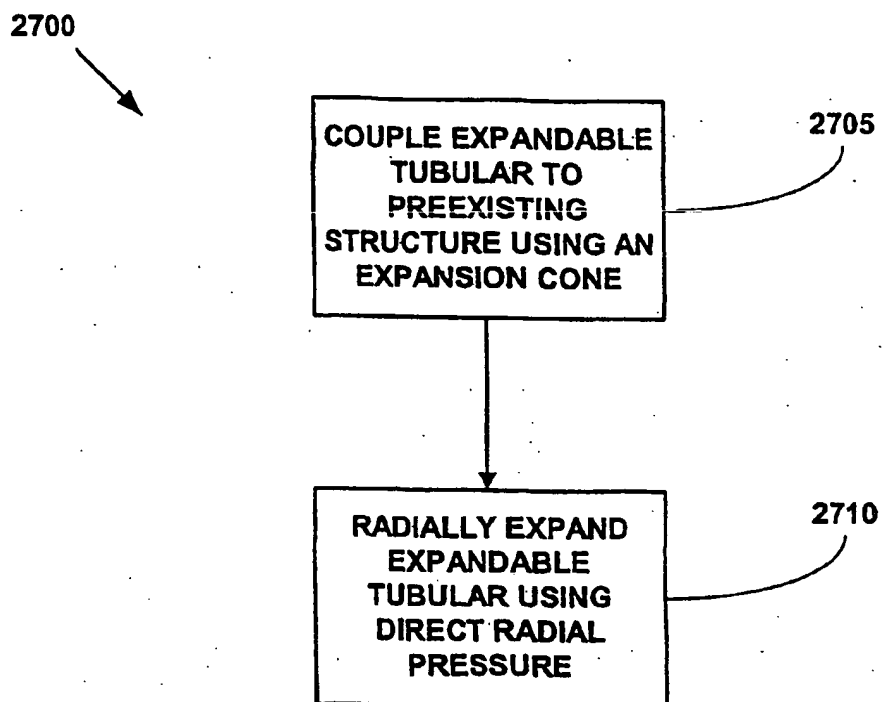 2700
COUPLE EXPANDABLE
TUBULAR TO
PREEXISTING
STRUCTURE USING AN
EXPANSION CONE
2705
RADIALLY EXPAND
EXPANDABLE
TUBULAR USING
DIRECT RADIAL
PRESSURE
2710